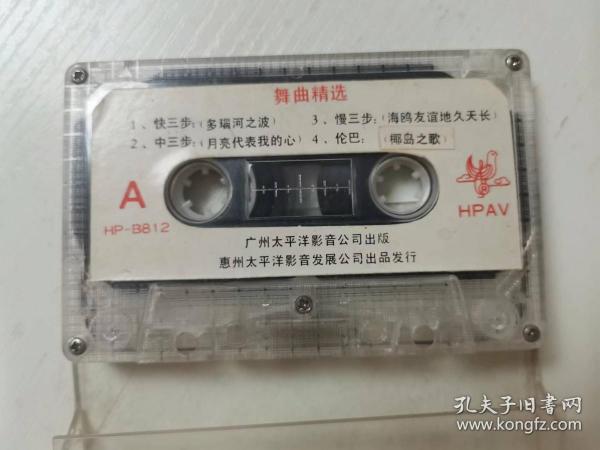 舞曲精选
1、快三步:(多瑙河之波) 3、慢三步:(海鸥友谊地久天长)
2、中三步:(月亮代表我的心) 4、伦巴: (椰岛之歌)
A
HP-B812
HPAV
广州太平洋影音公司出版
惠州太平洋影音发展公司出品发行
孔夫子旧书网
www.kongfz.com